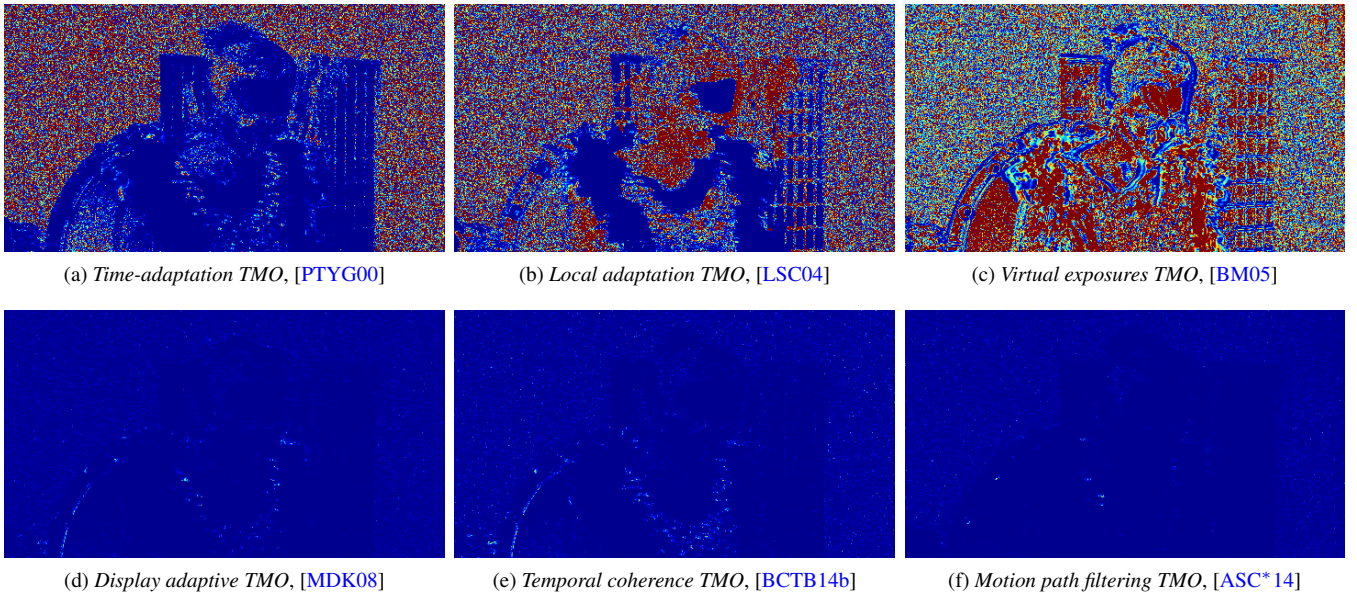 (a) Time-adaptation TMO, [PTYG00]
(b) Local adaptation TMO, [LSC04]
(c) Virtual exposures TMO, [BM05]
(d) Display adaptive TMO, [MDK08]
(e) Temporal coherence TMO, [BCTB14b]
(f) Motion path filtering TMO, [ASC*14]